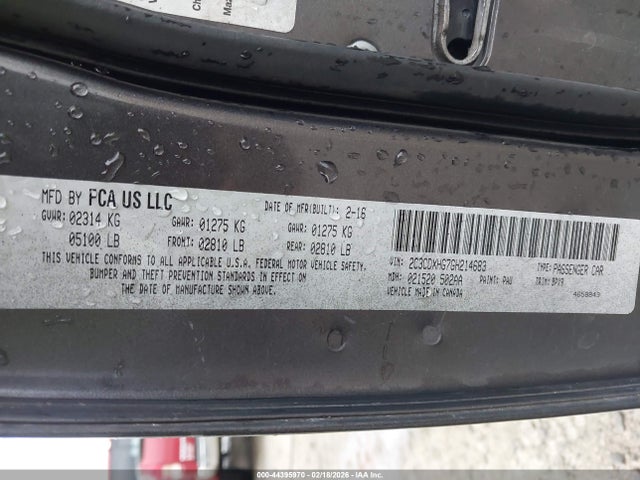 MFD BY FCA US LLC
DATE OF MFR(BUILT): 2-16
GVWR: 02314 KG GAWR: 01275 KG GAWR: 01275 KG
05100 LB FRONT: 02810 LB REAR: 02810 LB
THIS VEHICLE CONFORMS TO ALL APPLICABLE U.S.A. FEDERAL MOTOR VEHICLE SAFETY,
BUMPER AND THEFT PREVENTION STANDARDS IN EFFECT ON
THE DATE OF MANUFACTURE SHOWN ABOVE.
VIN: 2C3CDXHG7GH214683 TYPE: PASSENGER CAR
MDH: 021520 502AA PAINT: PAU TRIM: BPX9
VEHICLE MADE IN CANADA 4658843
000-44395970 02/18/2026 - IAA Inc.